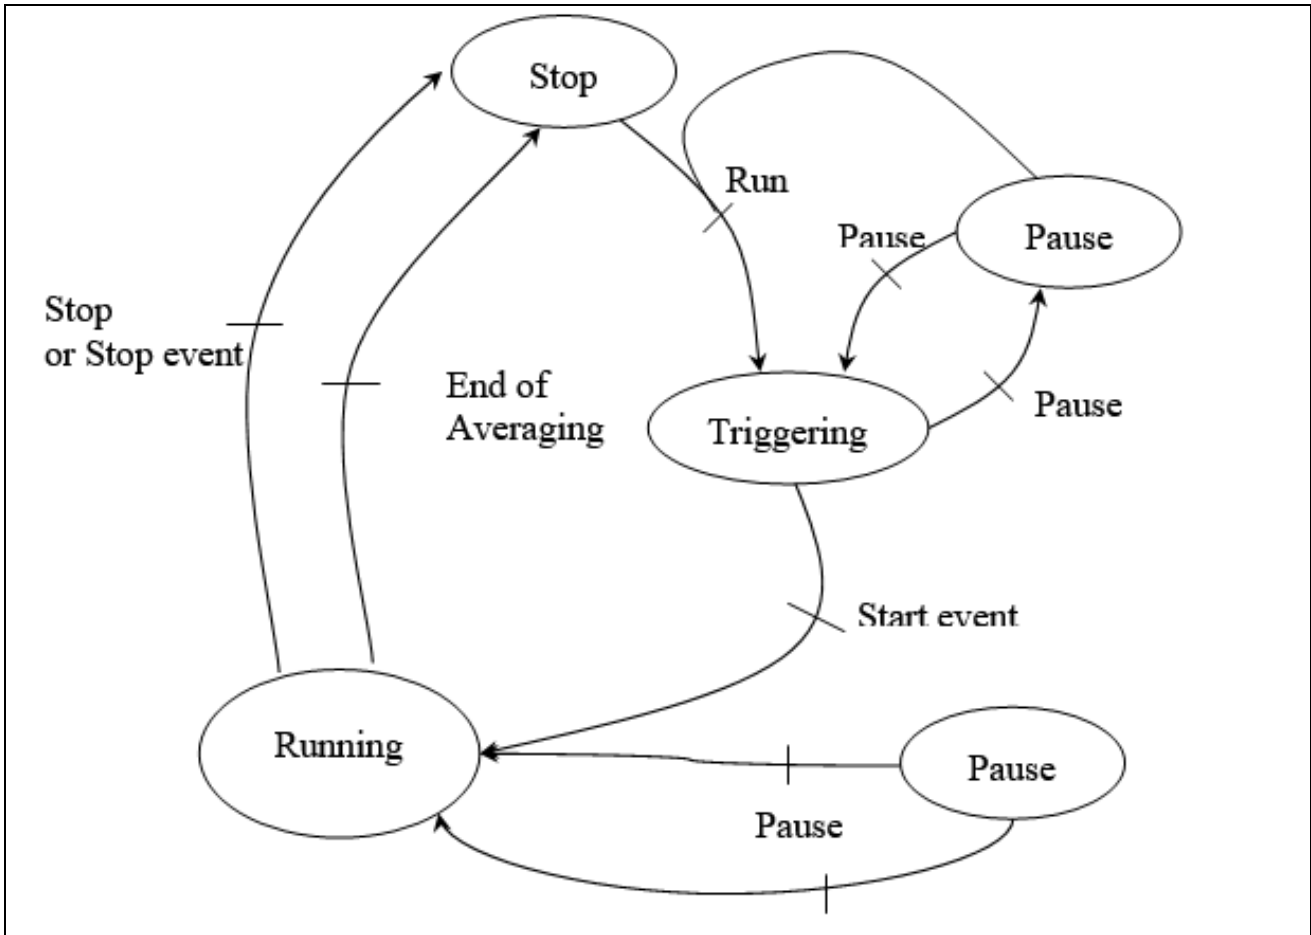 Stop
Run
Pause
Pause
Stop
or Stop event
End of
Averaging
Triggering
Pause
Start event
Running
Pause
Pause